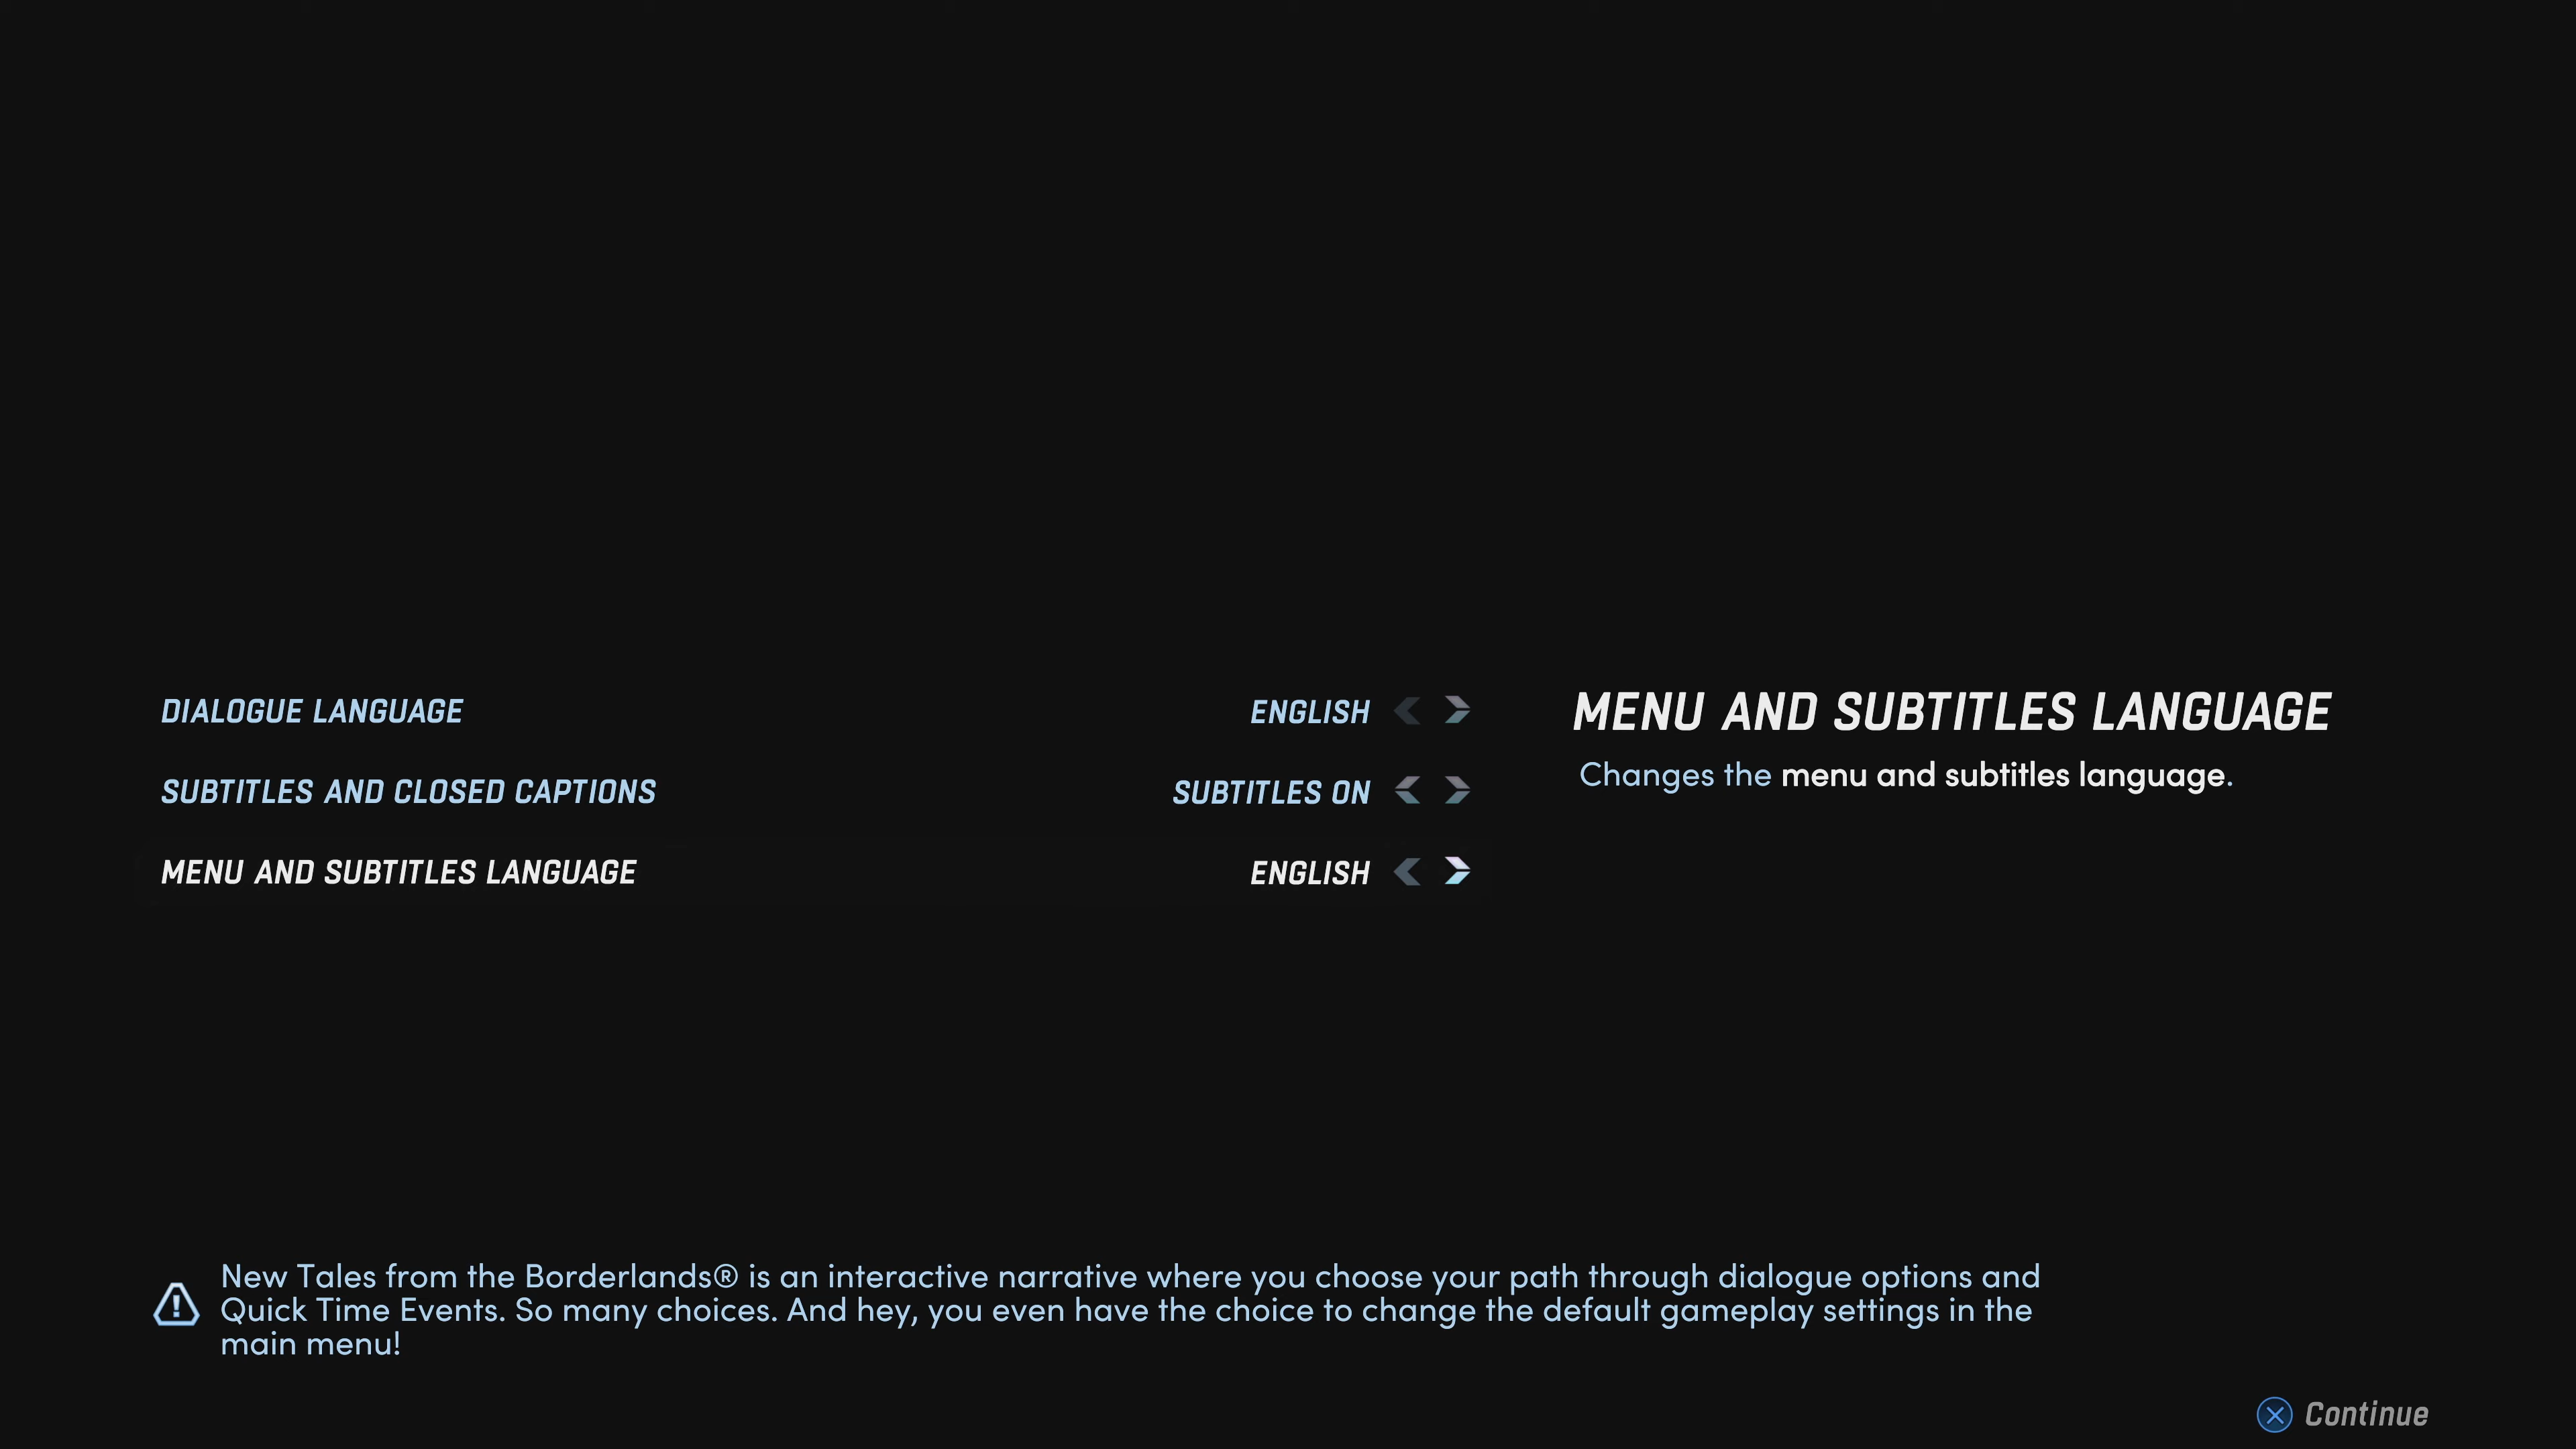 DIALOGUE LANGUAGE
ENGLISH
SUBTITLES AND CLOSED CAPTIONS
SUBTITLES ON
MENU AND SUBTITLES LANGUAGE
ENGLISH
MENU AND SUBTITLES LANGUAGE
Changes the menu and subtitles language.
New Tales from the Borderlands® is an interactive narrative where you choose your path through dialogue options and
Quick Time Events. So many choices. And hey, you even have the choice to change the default gameplay settings in the
main menu!
Continue